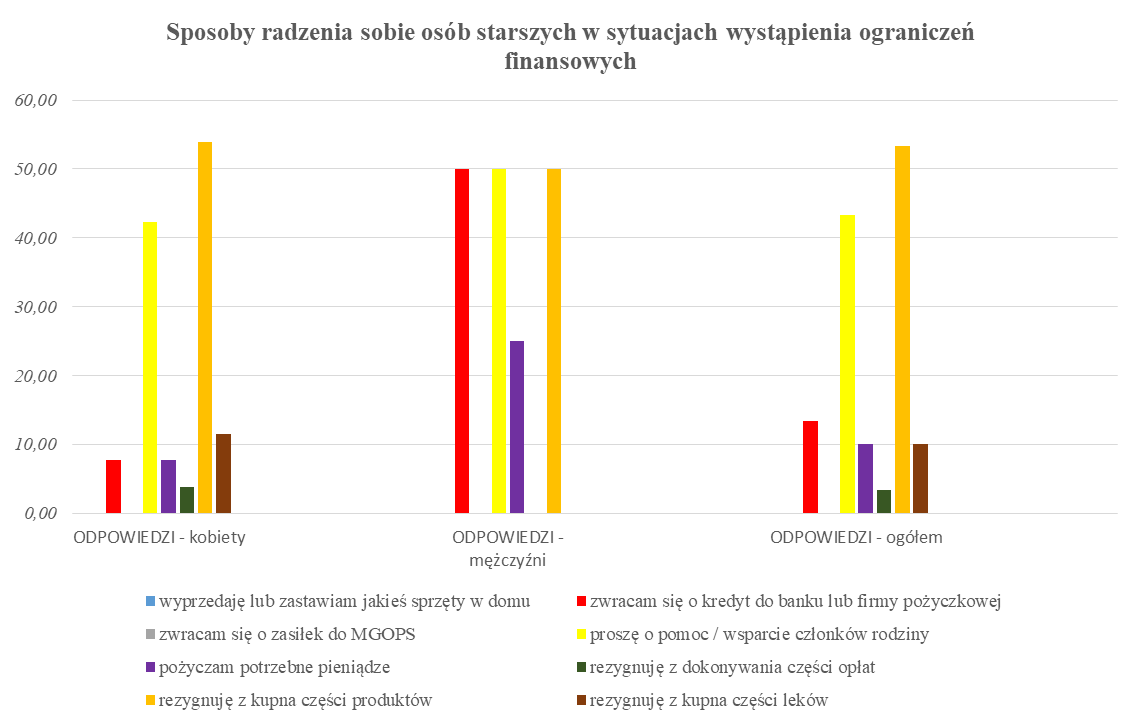 Sposoby radzenia sobie osób starszych w sytuacjach wystąpienia ograniczeń
finansowych
60,00
50,00
40,00
30,00
20,00
10,00
0,00
ODPOWIEDZI - kobiety
ODPOWIEDZI -
mężczyźni
ODPOWIEDZI - ogółem
wyprzedaję lub zastawiam jakieś sprzęty w domu
zwracam się o kredyt do banku lub firmy pożyczkowej
zwracam się o zasiłek do MGOPS
proszę o pomoc / wsparcie członków rodziny
pożyczam potrzebne pieniądze
rezygnuję z dokonywania części opłat
rezygnuję z kupna części produktów
rezygnuję z kupna części leków